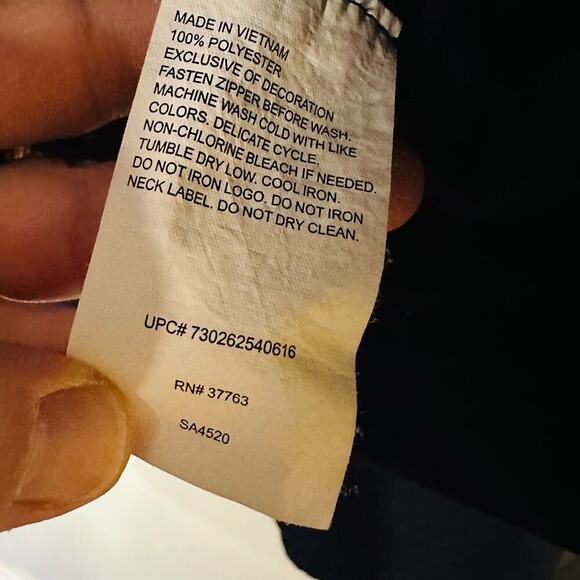 MADE IN VIETNAM
100% POLYESTER
EXCLUSIVE OF DECORATION
FASTEN ZIPPER BEFORE WASH.
MACHINE WASH COLD WITH LIKE
COLORS. DELICATE CYCLE.
NON-CHLORINE BLEACH IF NEEDED.
TUMBLE DRY LOW. COOL IRON.
DO NOT IRON LOGO. DO NOT IRON
NECK LABEL. DO NOT DRY CLEAN.
UPC# 730262540616
RN# 37763
SA4520